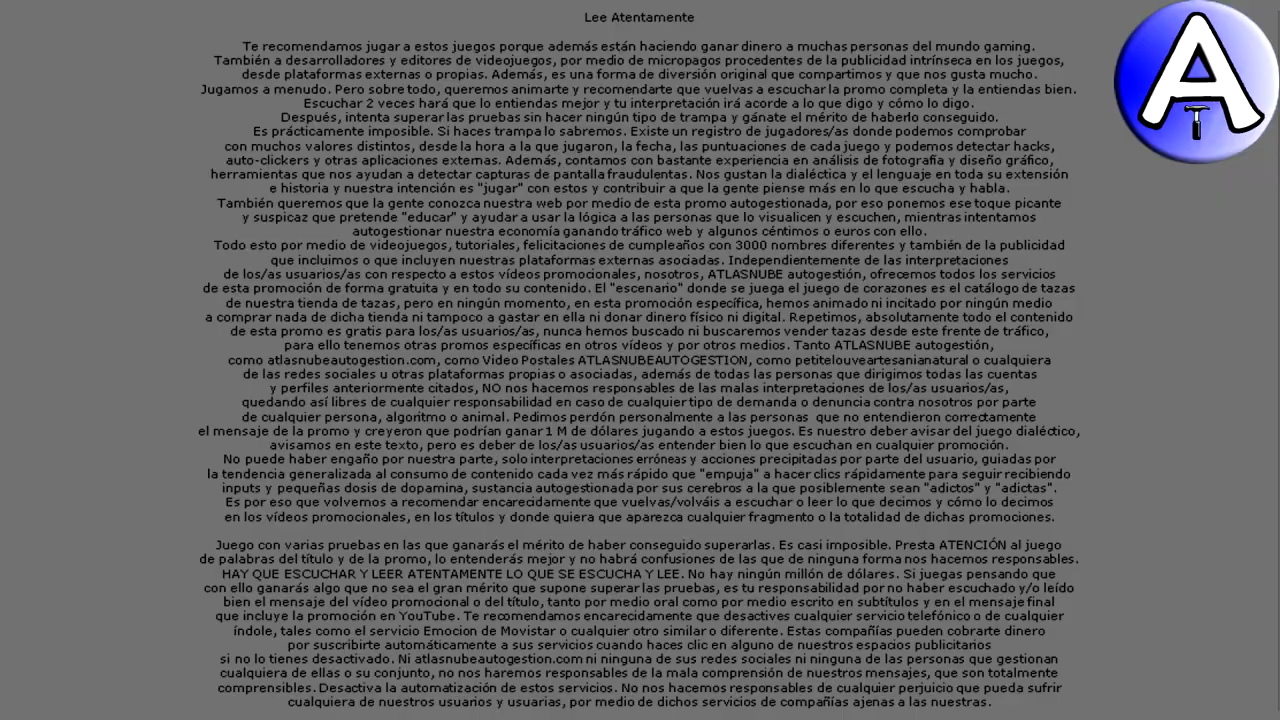 Lee Atentamente
Te recomendamos jugar a estos juegos porque además están haciendo ganar dinero a muchas personas del mundo gaming.
También a desarrolladores y editores de videojuegos, por medio de micropagos procedentes de la publicidad intrínseca en los juegos,
desde plataformas externas o propias. Además, es una forma de diversión original que compartimos y que nos gusta mucho.
Jugamos a menudo. Pero sobre todo, queremos animarte y recomendarte que vuelvas a escuchar la promo completa y la entiendas bien.
Escuchar 2 veces hará que lo entiendas mejor y tu interpretación irá acorde a lo que digo y cómo lo digo.
Después, intenta superar las pruebas sin hacer ningún tipo de trampa y gánate el mérito de haberlo conseguido.
Es prácticamente imposible. Si haces trampa lo sabremos. Existe un registro de jugadores/as donde podemos comprobar
con muchos valores distintos, desde la hora a la que jugaron, la fecha, las puntuaciones de cada juego y podemos detectar hacks,
auto-clickers y otras aplicaciones externas. Además, contamos con bastante experiencia en análisis de fotografía y diseño gráfico,
herramientas que nos ayudan a detectar capturas de pantalla fraudulentas. Nos gustan la dialéctica y el lenguaje en toda su extensión
e historia y nuestra intención es "jugar" con estos y contribuir a que la gente piense más en lo que escucha y habla.
También queremos que la gente conozca nuestra web por medio de esta promo autogestionada, por eso ponemos ese toque picante
y suspicaz que pretende "educar" y ayudar a usar la lógica a las personas que lo visualicen y escuchen, mientras intentamos
autogestionar nuestra economía ganando tráfico web y algunos céntimos o euros con ello.
Todo esto por medio de videojuegos, tutoriales, felicitaciones de cumpleaños con 3000 nombres diferentes y también de la publicidad
que incluimos o que incluyen nuestras plataformas externas asociadas. Independientemente de las interpretaciones
de los/as usuarios/as con respecto a estos vídeos promocionales, nosotros, ATLASNUBE autogestión, ofrecemos todos los servicios
de esta promoción de forma gratuita y en todo su contenido. El "escenario" donde se juega el juego de corazones es el catálogo de tazas
de nuestra tienda de tazas, pero en ningún momento, en esta promoción específica, hemos animado ni incitado por ningún medio
a comprar nada de dicha tienda ni tampoco a gastar en ella ni donar dinero físico ni digital. Repetimos, absolutamente todo el contenido
de esta promo es gratis para los/as usuarios/as, nunca hemos buscado ni buscaremos vender tazas desde este frente de tráfico,
para ello tenemos otras promos específicas en otros vídeos y por otros medios. Tanto ATLASNUBE autogestión,
como atlasnubeautogestion.com, como Video Postales ATLASNUBEAUTOGESTION, como petitelouveartesanianatural o cualquiera
de las redes sociales u otras plataformas propias o asociadas, además de todas las personas que dirigimos todas las cuentas
y perfiles anteriormente citados, NO nos hacemos responsables de las malas interpretaciones de los/as usuarios/as,
quedando así libres de cualquier responsabilidad en caso de cualquier tipo de demanda o denuncia contra nosotros por parte
de cualquier persona, algoritmo o animal. Pedimos perdón personalmente a las personas que no entendieron correctamente
el mensaje de la promo y creyeron que podrían ganar 1 M de dólares jugando a estos juegos. Es nuestro deber avisar del juego dialéctico,
avisamos en este texto, pero es deber de los/as usuarios/as entender bien lo que escuchan en cualquier promoción.
No puede haber engaño por nuestra parte, solo interpretaciones erróneas y acciones precipitadas por parte del usuario, guiadas por
la tendencia generalizada al consumo de contenido cada vez más rápido que "empuja" a hacer clics rápidamente para seguir recibiendo
inputs y pequeñas dosis de dopamina, sustancia autogestionada por sus cerebros a la que posiblemente sean "adictos" y "adictas".
Es por eso que volvemos a recomendar encarecidamente que vuelvas/volváis a escuchar o leer lo que decimos y cómo lo decimos
en los vídeos promocionales, en los títulos y donde quiera que aparezca cualquier fragmento o la totalidad de dichas promociones.
Juego con varias pruebas en las que ganarás el mérito de haber conseguido superarlas. Es casi imposible. Presta ATENCIÓN al juego
de palabras del título y de la promo, lo entenderás mejor y no habrá confusiones de las que de ninguna forma nos hacemos responsables.
HAY QUE ESCUCHAR Y LEER ATENTAMENTE LO QUE SE ESCUCHA Y LEE. No hay ningún millón de dólares. Si juegas pensando que
con ello ganarás algo que no sea el gran mérito que supone superar las pruebas, es tu responsabilidad por no haber escuchado y/o leído
bien el mensaje del vídeo promocional o del título, tanto por medio oral como por medio escrito en subtítulos y en el mensaje final
que incluye la promoción en YouTube. Te recomendamos encarecidamente que desactives cualquier servicio telefónico o de cualquier
índole, tales como el servicio Emocion de Movistar o cualquier otro similar o diferente. Estas compañías pueden cobrarte dinero
por suscribirte automáticamente a sus servicios cuando haces clic en alguno de nuestros espacios publicitarios
si no lo tienes desactivado. Ni atlasnubeautogestion.com ni ninguna de sus redes sociales ni ninguna de las personas que gestionan
cualquiera de ellas o su conjunto, no nos haremos responsables de la mala comprensión de nuestros mensajes, que son totalmente
comprensibles. Desactiva la automatización de estos servicios. No nos hacemos responsables de cualquier perjuicio que pueda sufrir
cualquiera de nuestros usuarios y usuarias, por medio de dichos servicios de compañías ajenas a las nuestras.
A